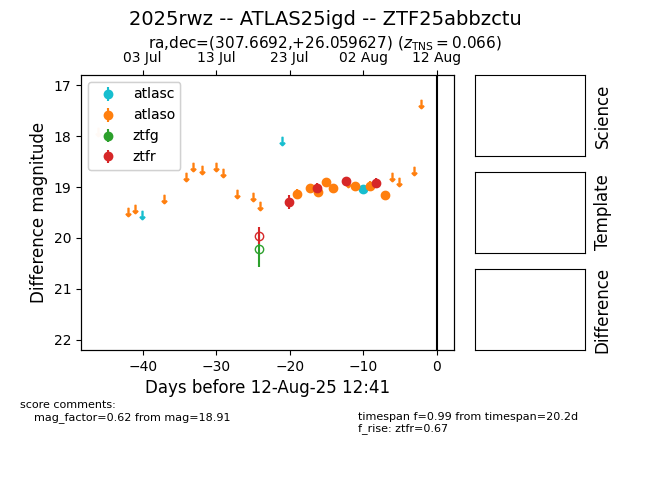 2025rwz -- ATLAS25igd -- ZTF25abbzctu
ra,dec=(307.6692,+26.059627) (z_TNS = 0.066)
03 Jul 13 Jul 23 Jul 02 Aug 12 Aug
atlasc
atlaso
ztfg
ztfr
17
18
19
20
21
22
Difference magnitude
−40 −30 −20 −10 0
Days before 12-Aug-25 12:41
Science
Template
Difference
score comments:
mag_factor=0.62 from mag=18.91
timespan f=0.99 from timespan=20.2d
f_rise: ztfr=0.67